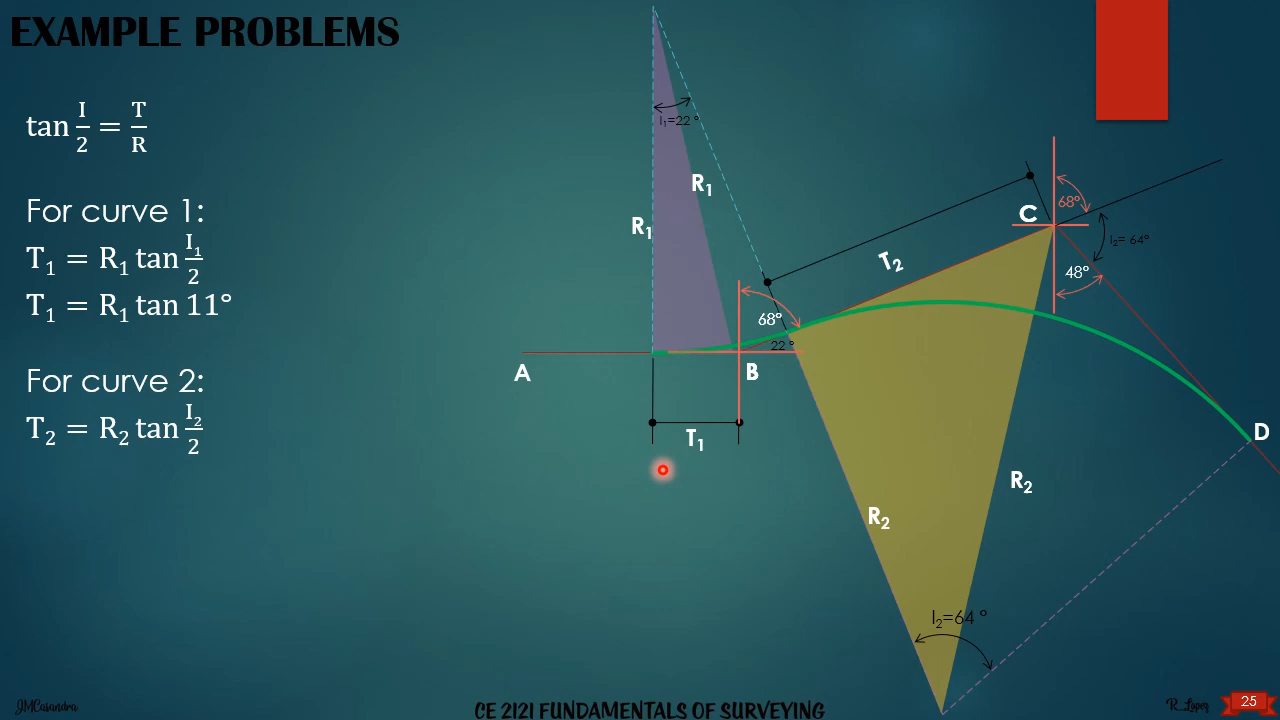 EXAMPLE PROBLEMS
tan I/2 = T/R
For curve 1:
T₁ = R₁ tan I₁/2
T₁ = R₁ tan 11°
For curve 2:
T₂ = R₂ tan I₂/2
I₁=22 °
R₁
R₁
C
68°
I₂= 64°
T₂
48°
68°
22 °
A
B
T₁
D
R₂
R₂
I₂=64 °
JMCasandra
CE 2121 FUNDAMENTALS OF SURVEYING
R_Lopez
25